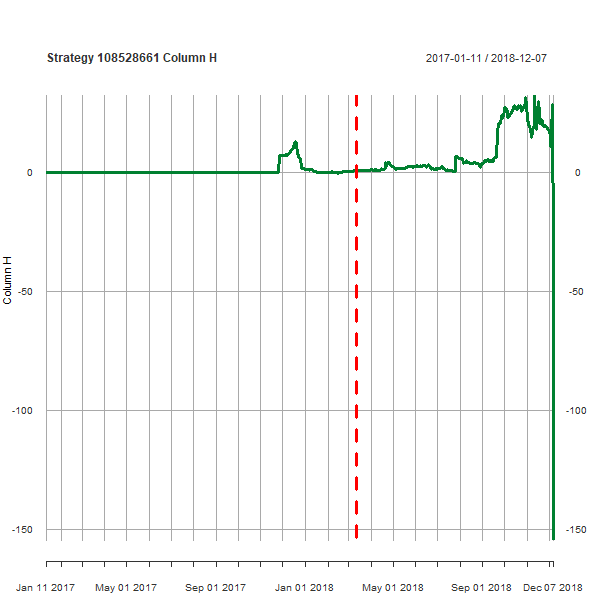 Strategy 108528661 Column H
2017-01-11 / 2018-12-07
0 0
-50 -50
-100 -100
-150 -150
Column H
Jan 11 2017 May 01 2017 Sep 01 2017 Jan 01 2018 May 01 2018 Sep 01 2018 Dec 07 2018